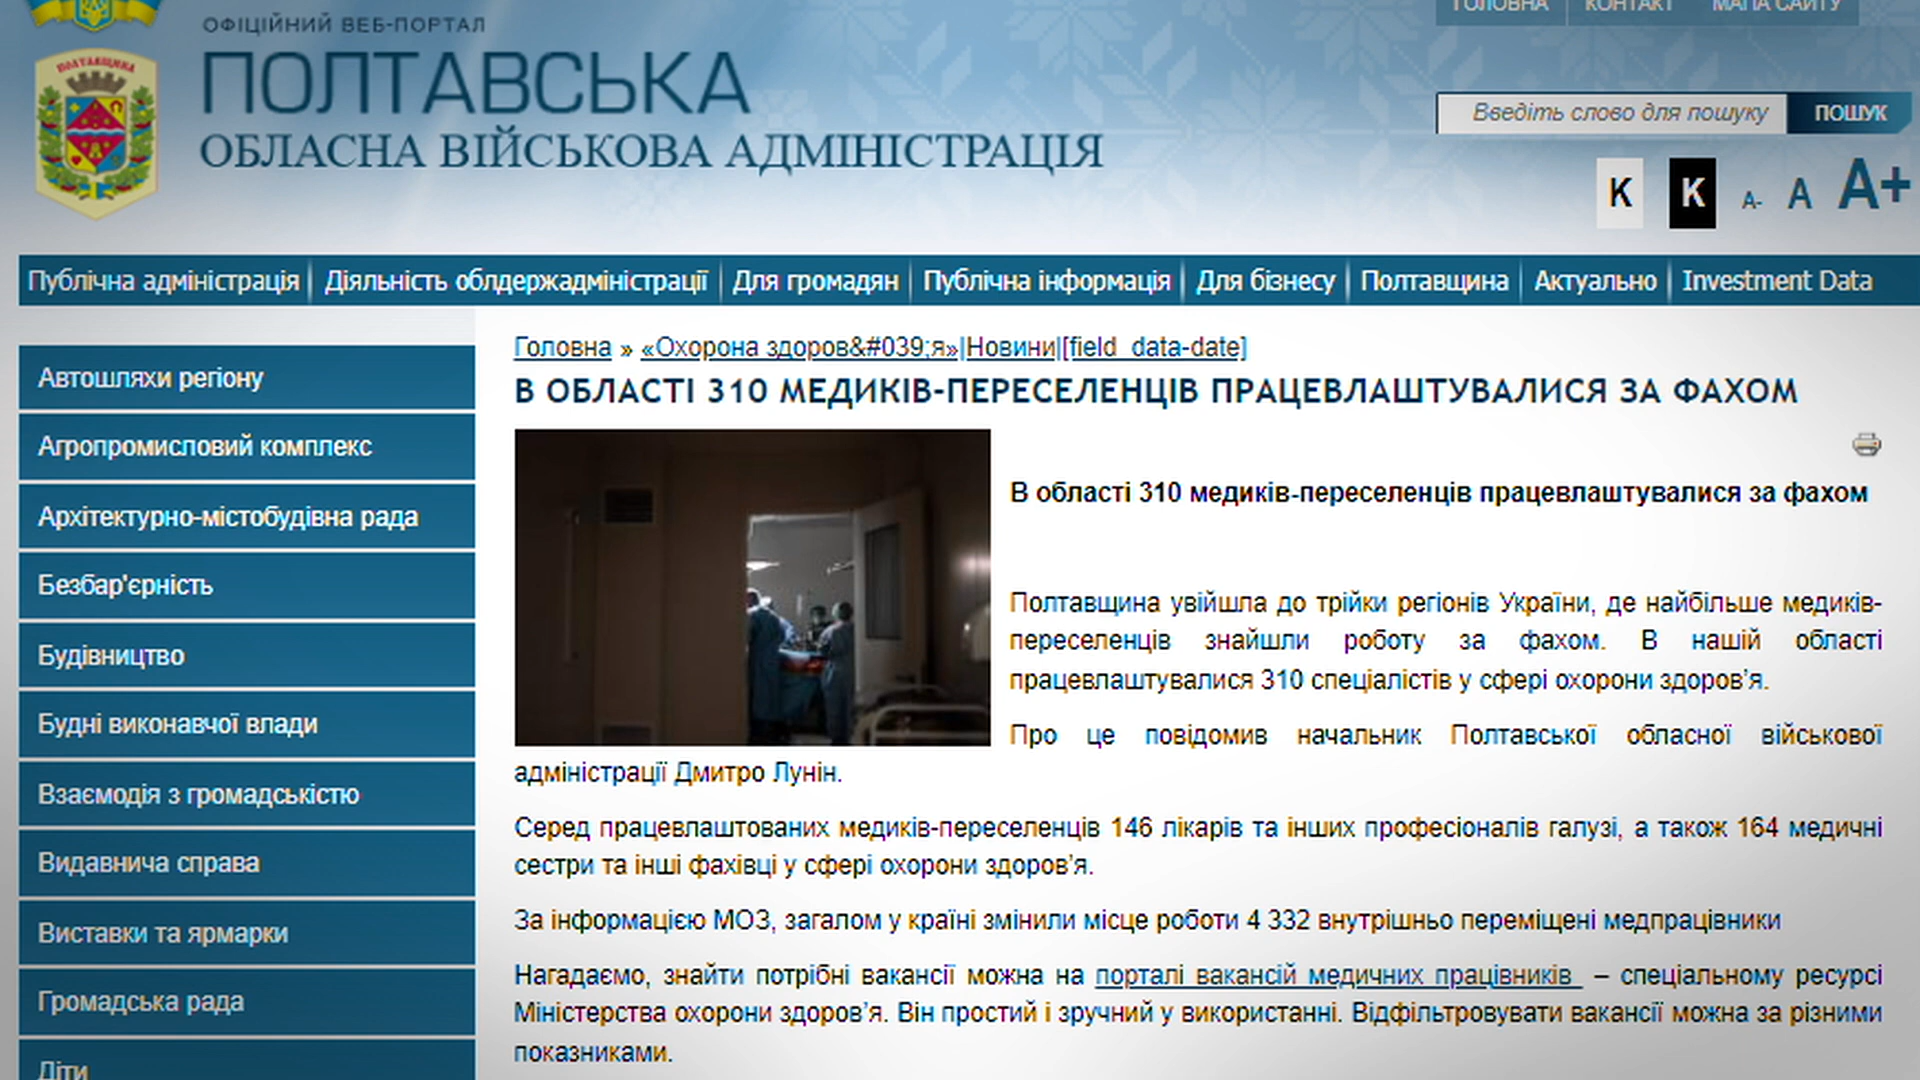 ОФІЦІЙНИЙ ВЕБ-ПОРТАЛ
ПОЛТАВСЬКА
ОБЛАСНА ВІЙСЬКОВА АДМІНІСТРАЦІЯ
ПОЛТАВЩИНА
ГОЛОВНА КОНТАКТ МАПА САЙТУ
Введіть слово для пошуку ПОШУК
К К A- A A+
Публічна адміністрація Діяльність облдержадміністрації Для громадян Публічна інформація Для бізнесу Полтавщина Актуально Investment Data
Автошляхи регіону
Агропромисловий комплекс
Архітектурно-містобудівна рада
Безбар'єрність
Будівництво
Будні виконавчої влади
Взаємодія з громадськістю
Видавнича справа
Виставки та ярмарки
Громадська рада
Діти
Головна » «Охорона здоров&#039;я»|Новини|[field_data-date]
В ОБЛАСТІ 310 МЕДИКІВ-ПЕРЕСЕЛЕНЦІВ ПРАЦЕВЛАШТУВАЛИСЯ ЗА ФАХОМ
В області 310 медиків-переселенців працевлаштувалися за фахом
Полтавщина увійшла до трійки регіонів України, де найбільше медиків-
переселенців знайшли роботу за фахом. В нашій області
працевлаштувалися 310 спеціалістів у сфері охорони здоров’я.
Про це повідомив начальник Полтавської обласної військової
адміністрації Дмитро Лунін.
Серед працевлаштованих медиків-переселенців 146 лікарів та інших професіоналів галузі, а також 164 медичні
сестри та інші фахівці у сфері охорони здоров’я.
За інформацією МОЗ, загалом у країні змінили місце роботи 4 332 внутрішньо переміщені медпрацівники
Нагадаємо, знайти потрібні вакансії можна на порталі вакансій медичних працівників – спеціальному ресурсі
Міністерства охорони здоров’я. Він простий і зручний у використанні. Відфільтровувати вакансії можна за різними
показниками.